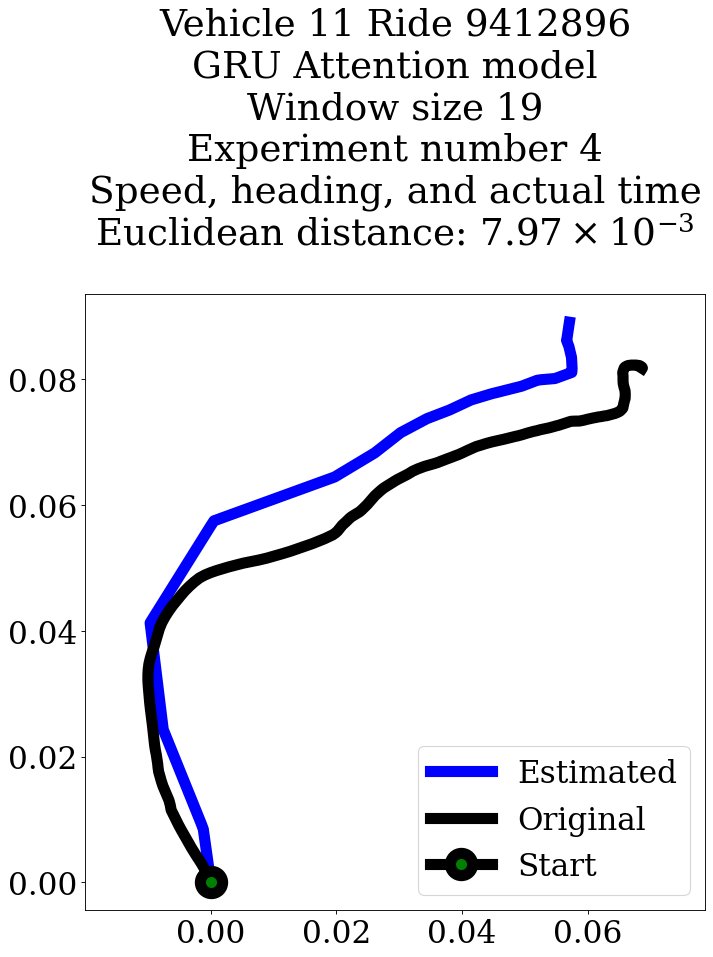 Vehicle 11 Ride 9412896
GRU Attention model
Window size 19
Experiment number 4
Speed, heading, and actual time
Euclidean distance: 7.97 × 10⁻³
0.08
0.06
0.04
0.02
0.00
Estimated
Original
Start
0.00 0.02 0.04 0.06